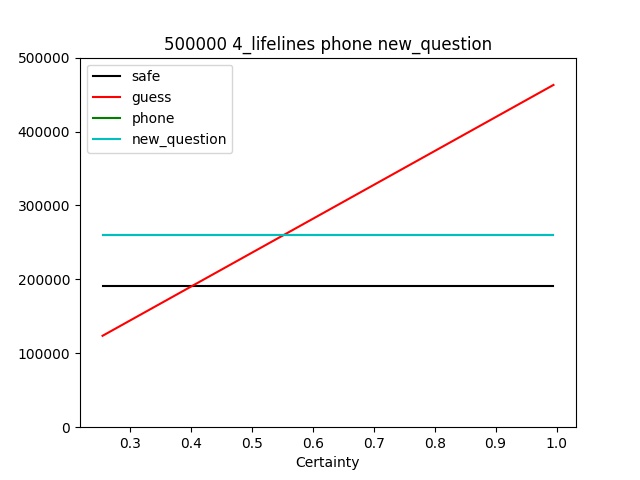 500000 4_lifelines phone new_question
500000
400000
300000
200000
100000
0
safe
guess
phone
new_question
0.3 0.4 0.5 0.6 0.7 0.8 0.9 1.0
Certainty